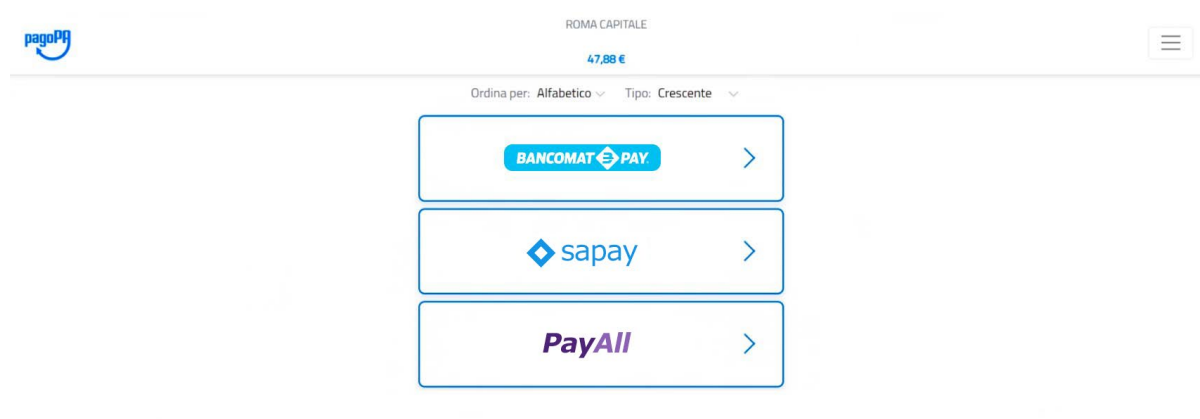 pagoPA
ROMA CAPITALE
47,88 €
Ordina per: Alfabetico Tipo: Crescente
BANCOMAT PAY
sapay
PayAll